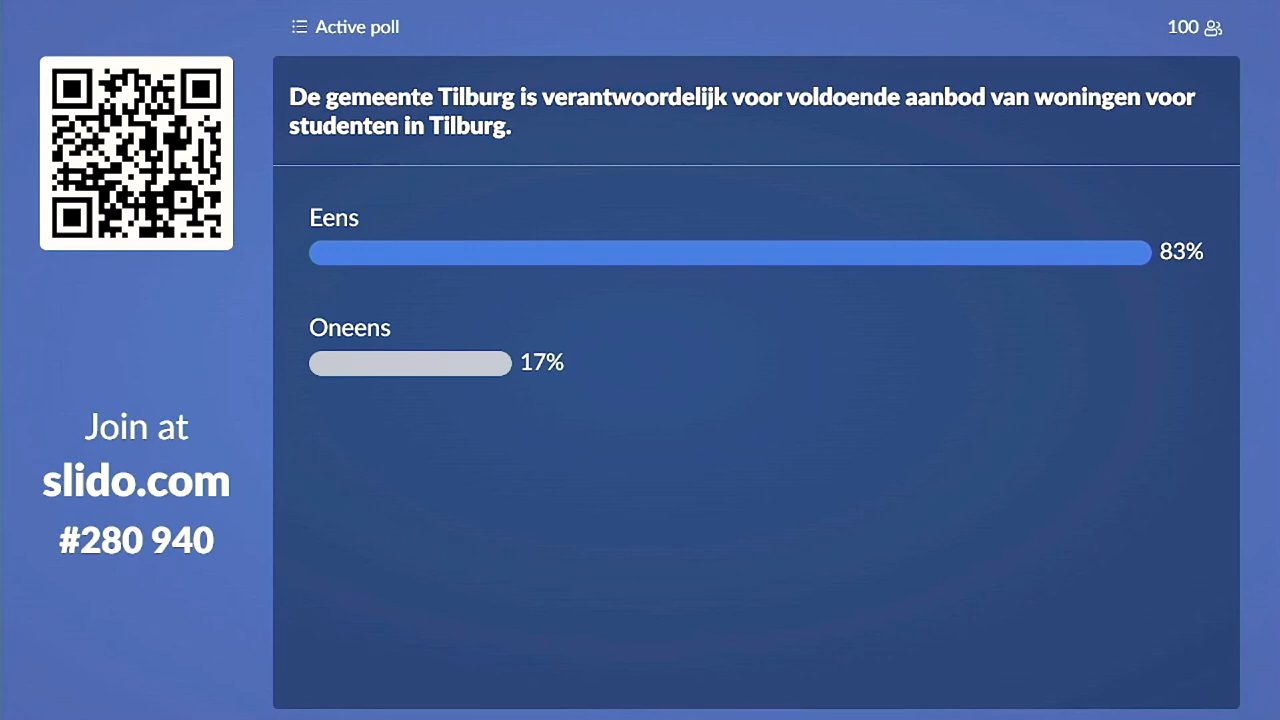 Active poll
100
De gemeente Tilburg is verantwoordelijk voor voldoende aanbod van woningen voor
studenten in Tilburg.
Eens
83%
Oneens
17%
Join at
slido.com
#280 940